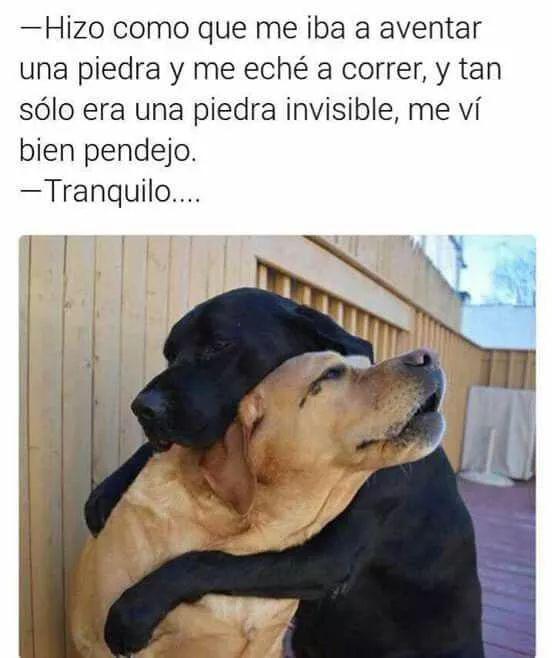 —Hizo como que me iba a aventar
una piedra y me eché a correr, y tan
sólo era una piedra invisible, me ví
bien pendejo.
—Tranquilo....